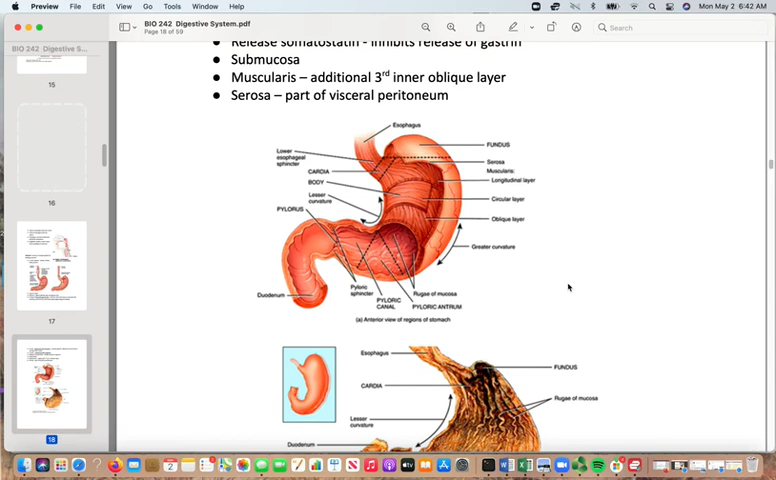 Preview File Edit View Go Tools Window Help
Mon May 2 6:42 AM
BIO 242 Digestive System.pdf
Page 18 of 59
Search
BIO 242 Digestive S...
15
16
17
18
Release somatostatin - inhibits release of gastrin
● Submucosa
● Muscularis – additional 3rd inner oblique layer
● Serosa – part of visceral peritoneum
Esophagus
FUNDUS
Lower
esophageal
sphincter
Serosa
CARDIA
Muscularis:
Longitudinal layer
BODY
Lesser
curvature
Circular layer
PYLORUS
Oblique layer
Greater curvature
Duodenum
Pyloric
sphincter
PYLORIC
CANAL
Rugae of mucosa
PYLORIC ANTRUM
(a) Anterior view of regions of stomach
Esophagus
FUNDUS
CARDIA
Rugae of mucosa
Lesser
curvature
Duodenum